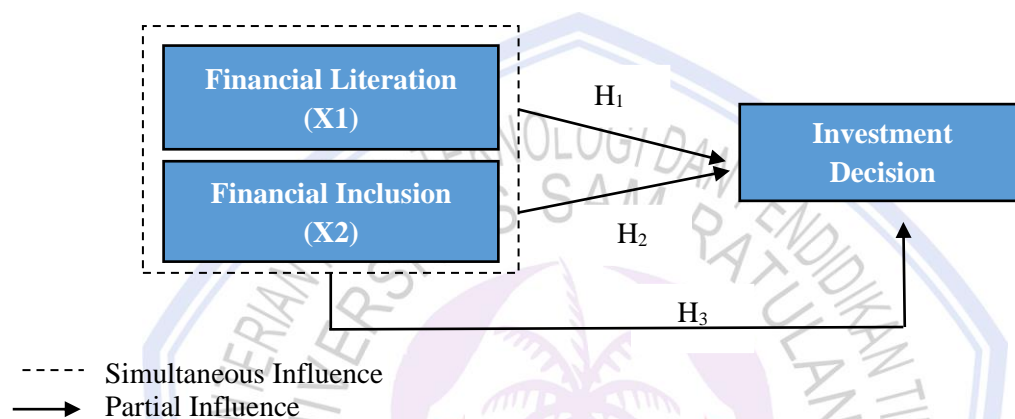 Financial Literation
(X1)
Financial Inclusion
(X2)
H1
H2
Investment
Decision
H3
Simultaneous Influence
Partial Influence